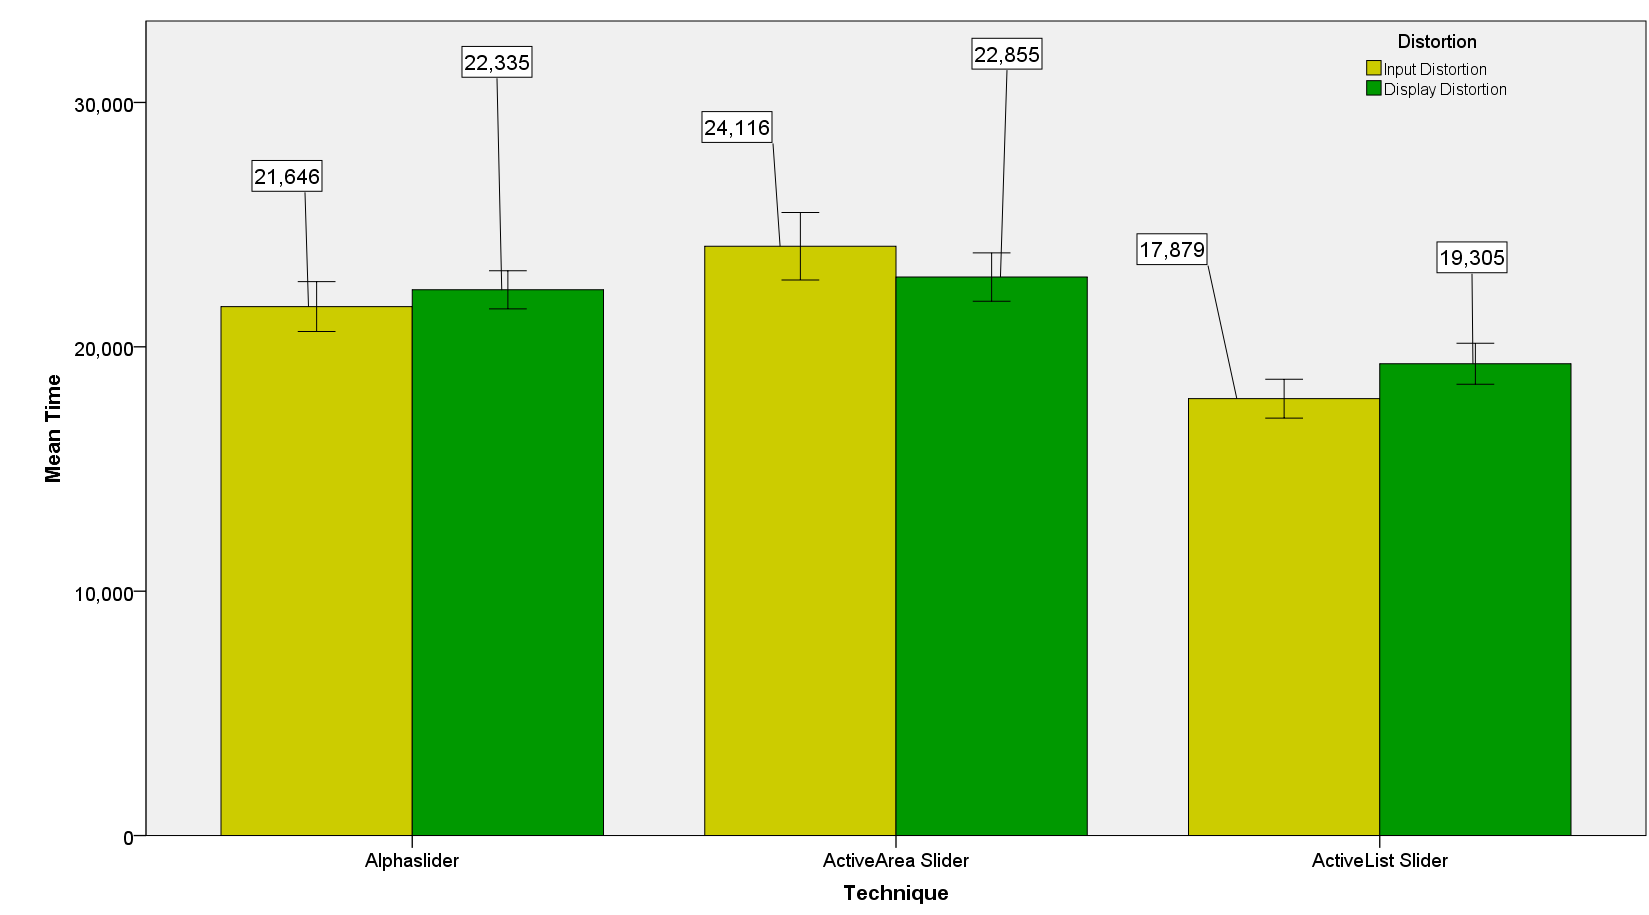 Distortion
Input Distortion
Display Distortion
22,335
22,855
24,116
21,646
17,879
19,305
30,000
20,000
10,000
0
Mean Time
Alphaslider
ActiveArea Slider
ActiveList Slider
Technique